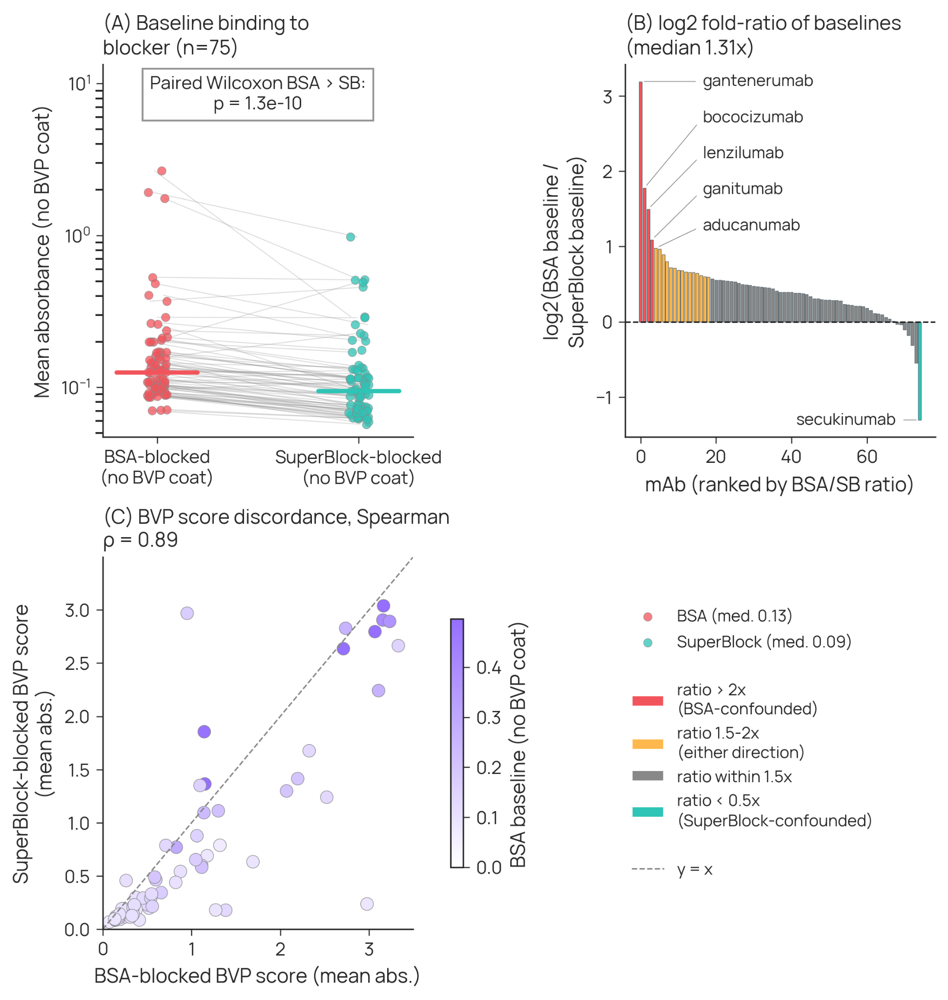 (A) Baseline binding to
blocker (n=75)
Paired Wilcoxon BSA > SB:
p = 1.3e-10
Mean absorbance (no BVP coat)
10¹
10⁰
10⁻¹
BSA-blocked
(no BVP coat)
SuperBlock-blocked
(no BVP coat)
(B) log2 fold-ratio of baselines
(median 1.31x)
log2(BSA baseline /
SuperBlock baseline)
3
2
1
0
−1
gantenerumab
bococizumab
lenzilumab
ganitumab
aducanumab
secukinumab
0 20 40 60
mAb (ranked by BSA/SB ratio)
(C) BVP score discordance, Spearman
ρ = 0.89
SuperBlock-blocked BVP score
(mean abs.)
3.0
2.5
2.0
1.5
1.0
0.5
0.0
0 1 2 3
BSA-blocked BVP score (mean abs.)
0.4
0.3
0.2
0.1
0.0
BSA baseline (no BVP coat)
BSA (med. 0.13)
SuperBlock (med. 0.09)
ratio > 2x
(BSA-confounded)
ratio 1.5-2x
(either direction)
ratio within 1.5x
ratio < 0.5x
(SuperBlock-confounded)
y = x